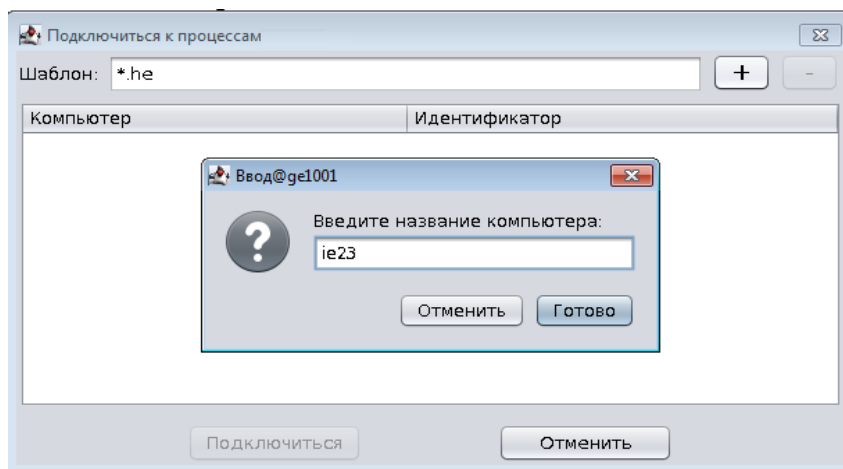 Подключиться к процессам
Шаблон: *.he + -
Компьютер Идентификатор
Ввод@ge1001
Введите название компьютера:
ie23
Отменить Готово
Подключиться Отменить